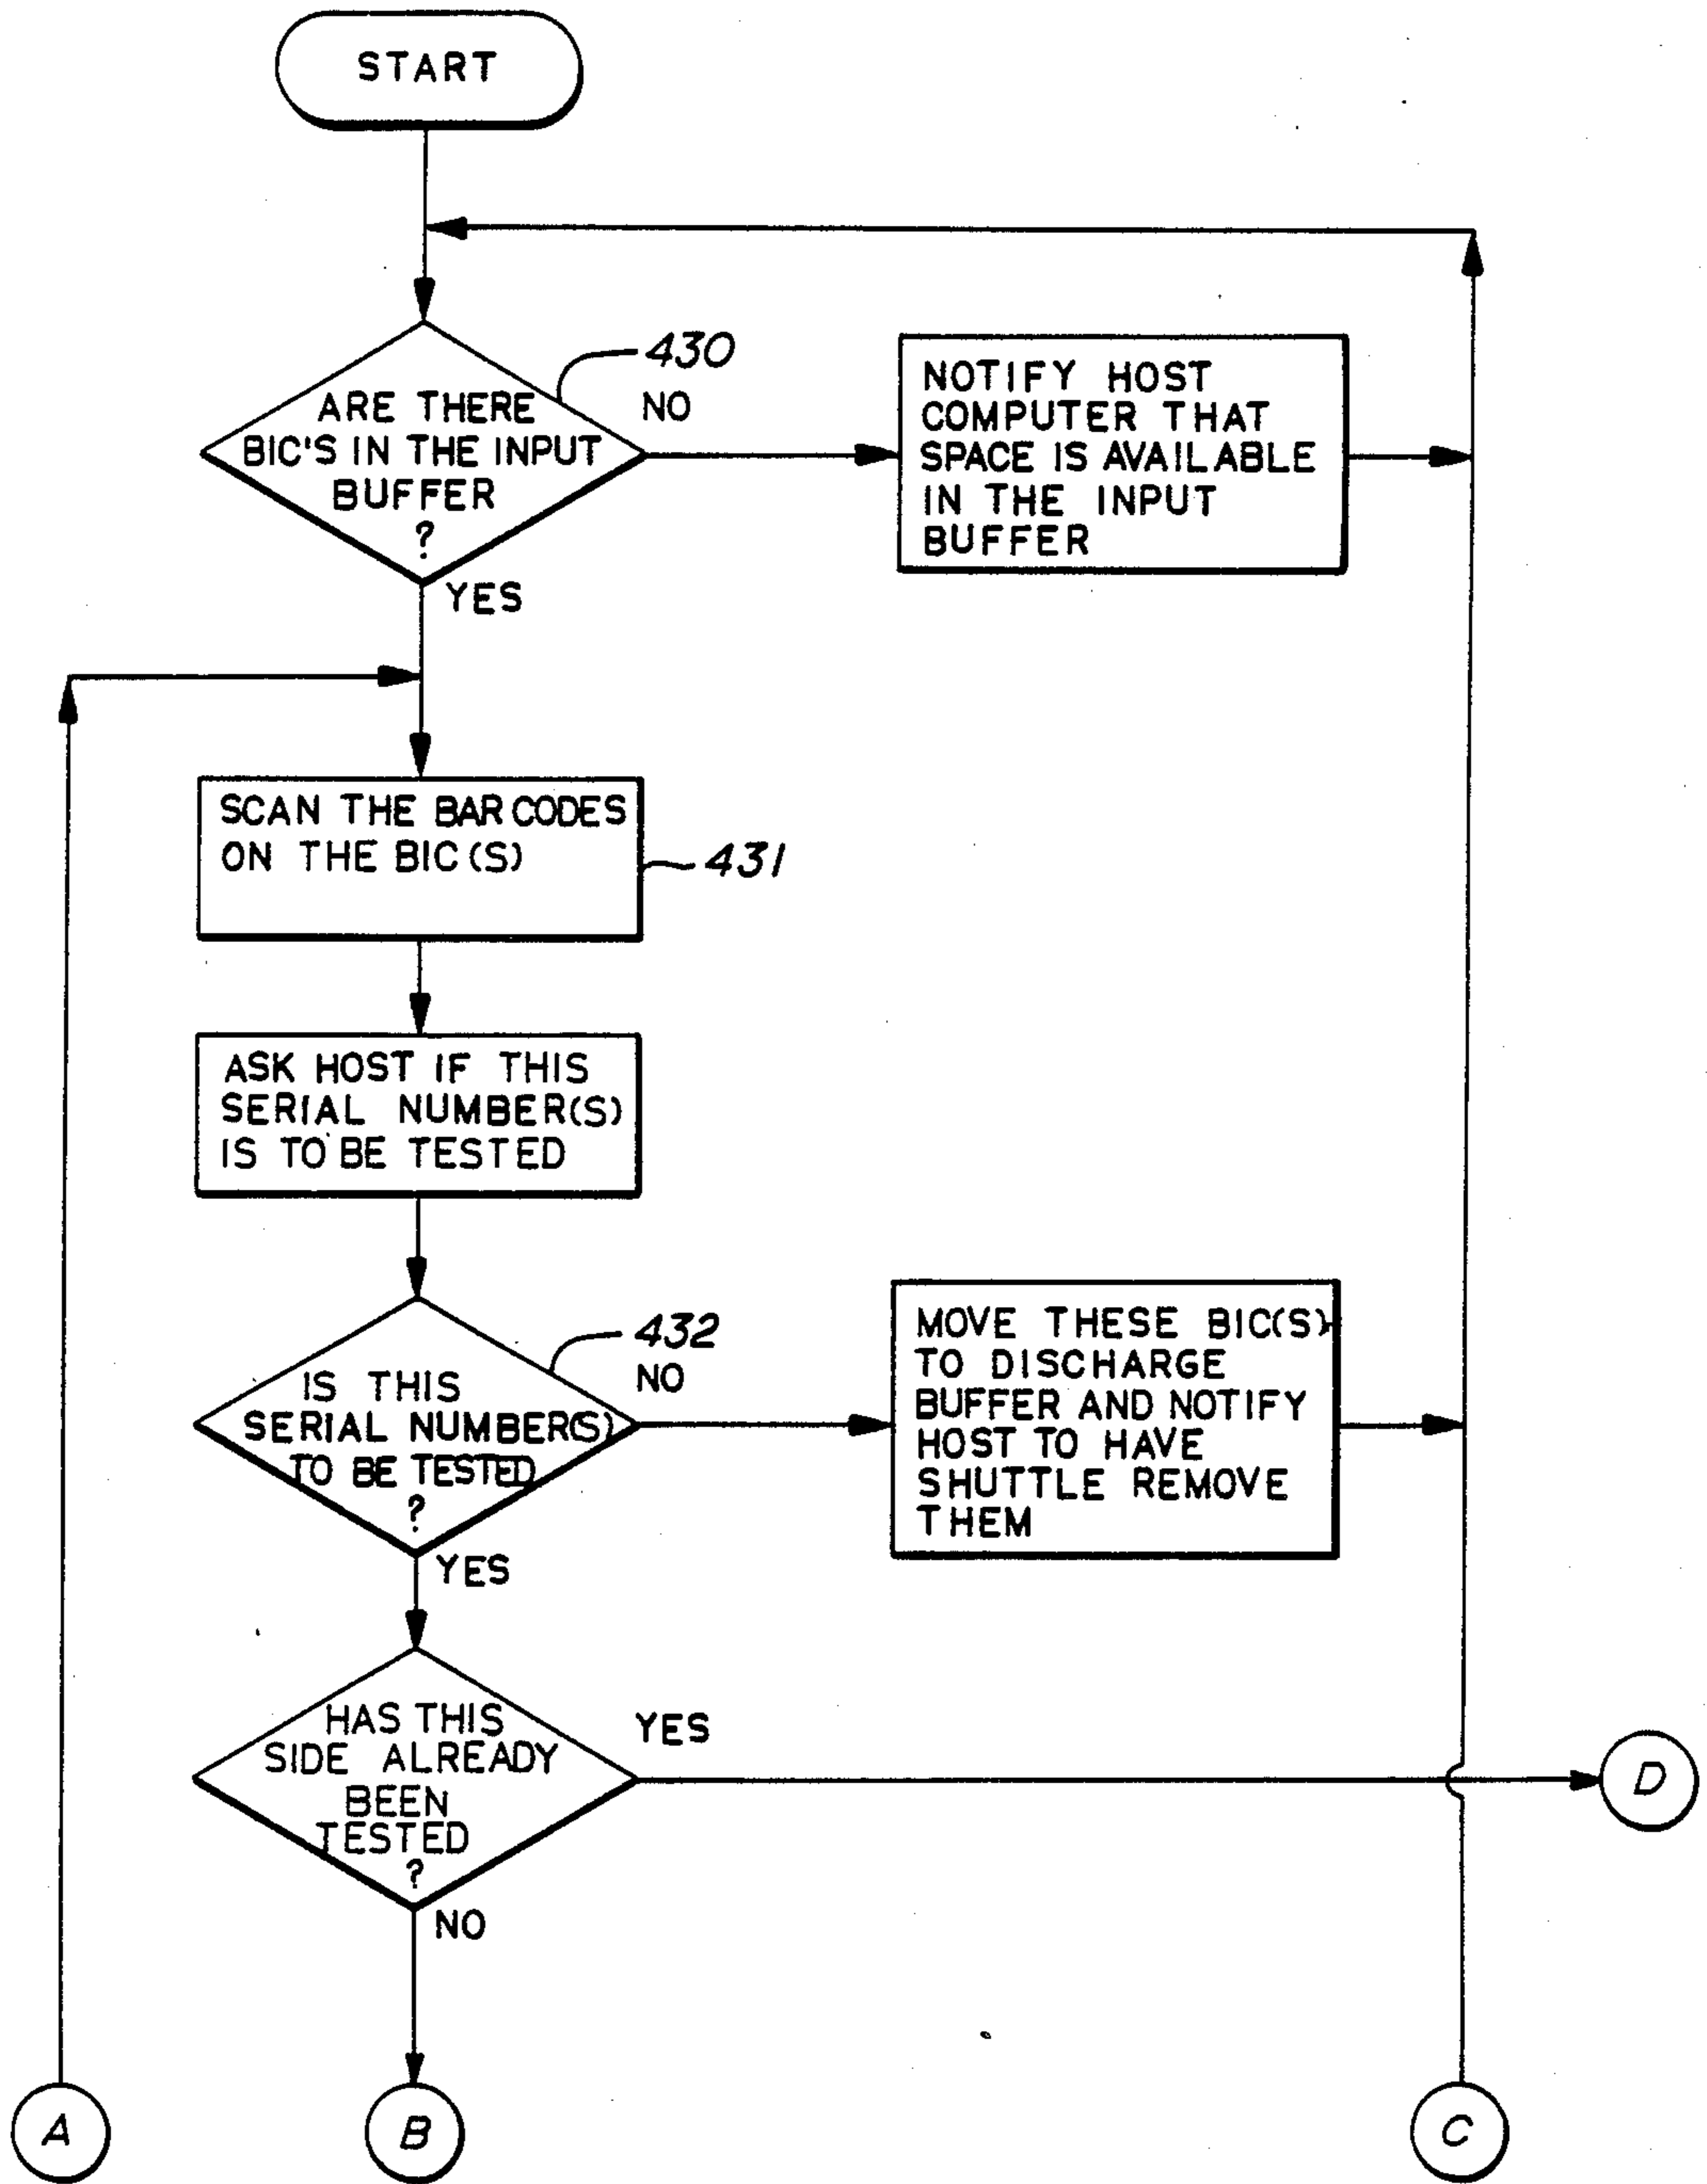 START
430
ARE THERE
BIC'S IN THE INPUT
BUFFER
?
NO
YES
NOTIFY HOST
COMPUTER THAT
SPACE IS AVAILABLE
IN THE INPUT
BUFFER
SCAN THE BAR CODES
ON THE BIC(S)
431
ASK HOST IF THIS
SERIAL NUMBER(S)
IS TO BE TESTED
432
IS THIS
SERIAL NUMBER(S)
TO BE TESTED
?
NO
YES
MOVE THESE BIC(S)
TO DISCHARGE
BUFFER AND NOTIFY
HOST TO HAVE
SHUTTLE REMOVE
THEM
HAS THIS
SIDE ALREADY
BEEN
TESTED
?
YES
NO
D
A
B
C